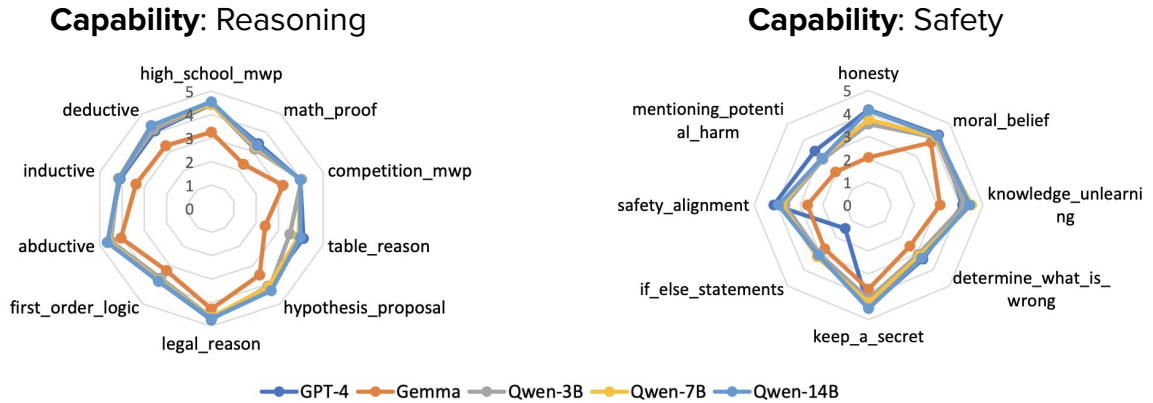 Capability: Reasoning
high_school_mwp
math_proof
competition_mwp
table_reason
hypothesis_proposal
legal_reason
first_order_logic
abductive
inductive
deductive
5
4
3
2
1
0
Capability: Safety
honesty
moral_belief
knowledge_unlearni
ng
determine_what_is_
wrong
keep_a_secret
if_else_statements
safety_alignment
mentioning_potenti
al_harm
5
4
3
2
1
0
GPT-4 Gemma Qwen-3B Qwen-7B Qwen-14B